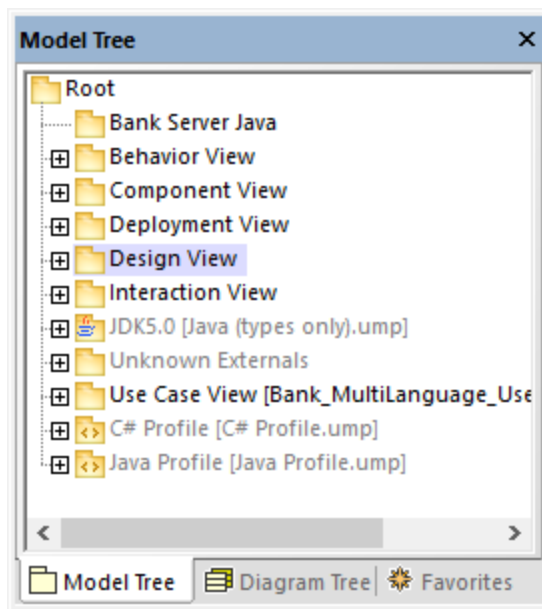 Model Tree
Root
Bank Server Java
Behavior View
Component View
Deployment View
Design View
Interaction View
JDK5.0 [Java (types only).ump]
Unknown Externals
Use Case View [Bank_MultiLanguage_Use
C# Profile [C# Profile.ump]
Java Profile [Java Profile.ump]
Model Tree Diagram Tree Favorites